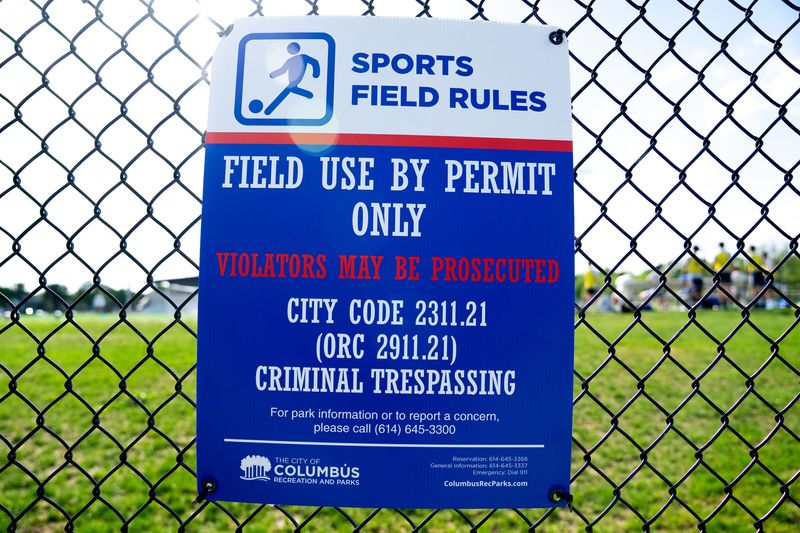 SPORTS
FIELD RULES
FIELD USE BY PERMIT
ONLY
VIOLATORS MAY BE PROSECUTED
CITY CODE 2311.21
(ORC 2911.21)
CRIMINAL TRESPASSING
For park information or to report a concern,
please call (614) 645-3300
THE CITY OF
COLUMBUS
RECREATION AND PARKS
Reservation: 614-645-3366
General Information: 614-645-3337
Emergency: Dial 911
ColumbusRecParks.com